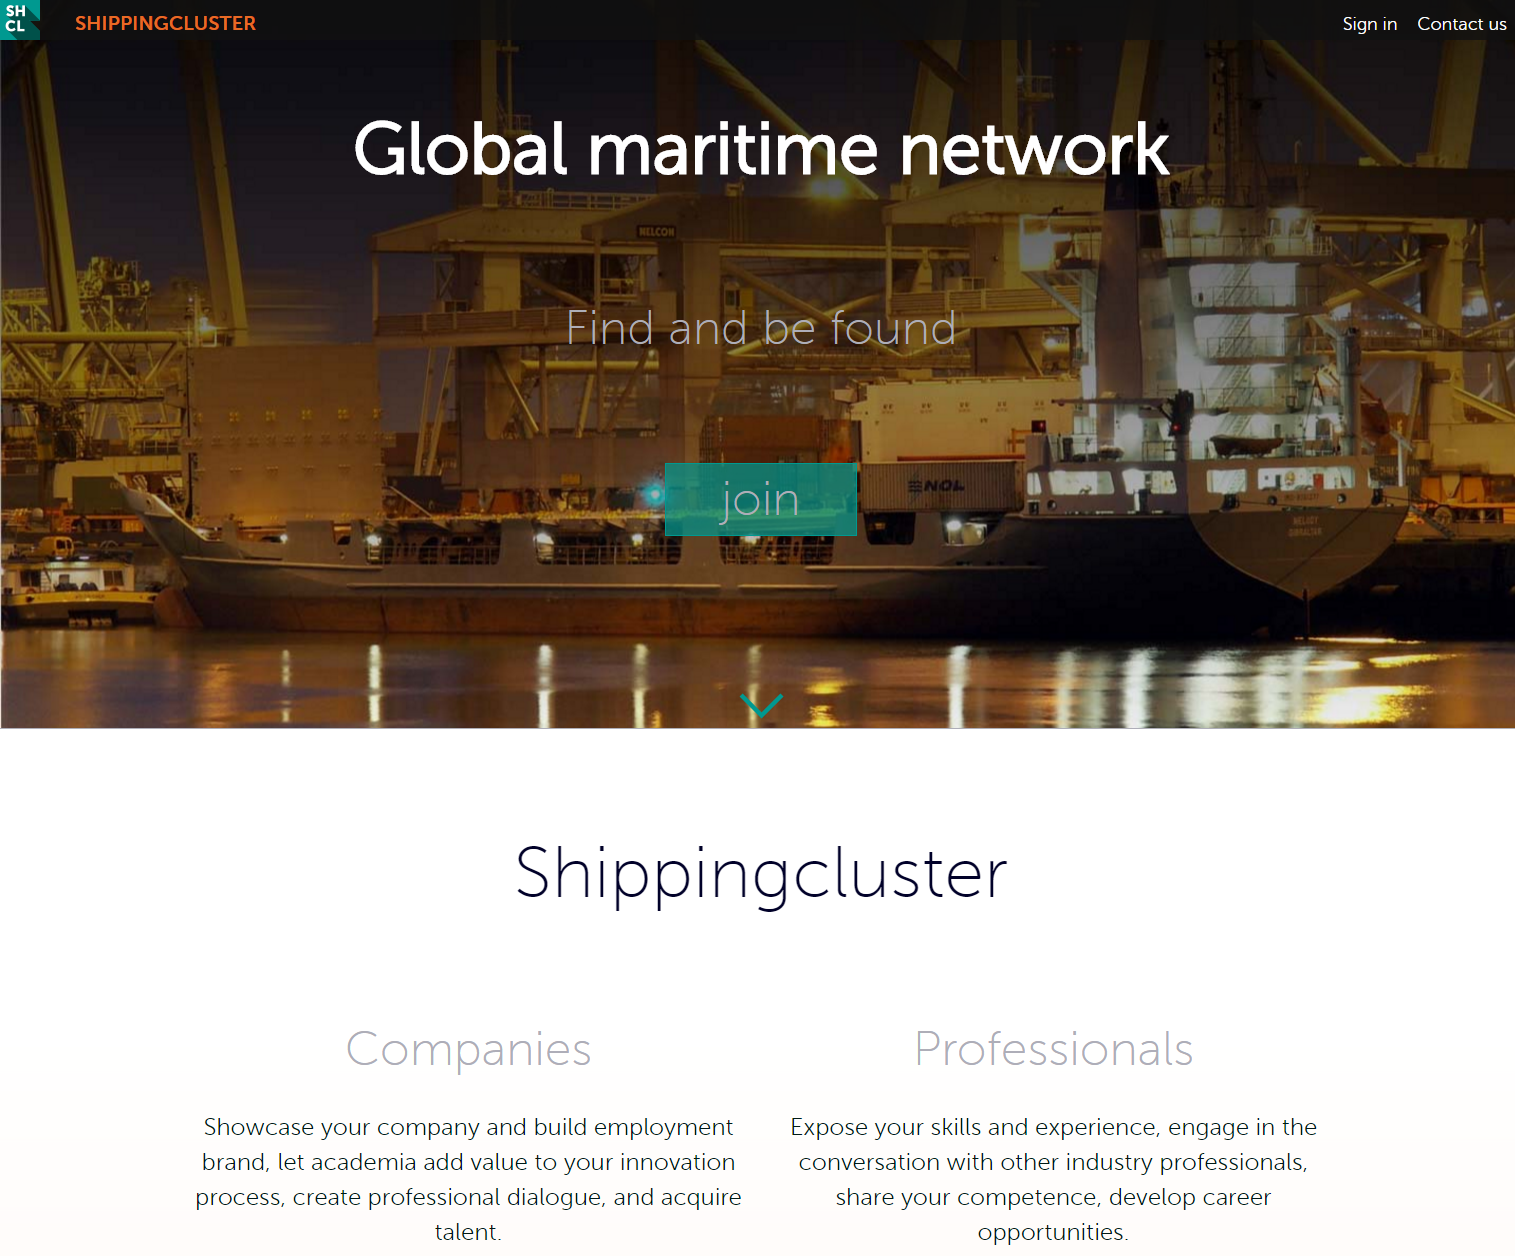 SH
CL
SHIPPINGCLUSTER
Sign in
Contact us
Global maritime network
NELCON
Find and be found
join
NOL
Shippingcluster
Companies
Professionals
Showcase your company and build employment
brand, let academia add value to your innovation
process, create professional dialogue, and acquire
talent.
Expose your skills and experience, engage in the
conversation with other industry professionals,
share your competence, develop career
opportunities.